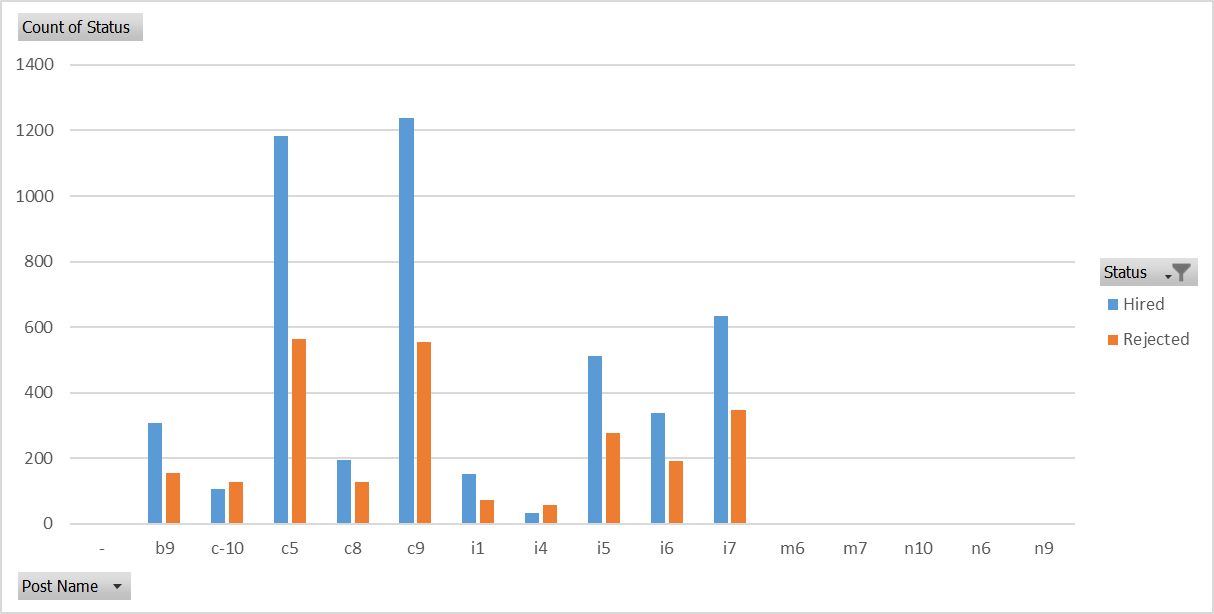 Count of Status
1400
1200
1000
800
600
400
200
0
- b9 c-10 c5 c8 c9 i1 i4 i5 i6 i7 m6 m7 n10 n6 n9
Status
Hired
Rejected
Post Name